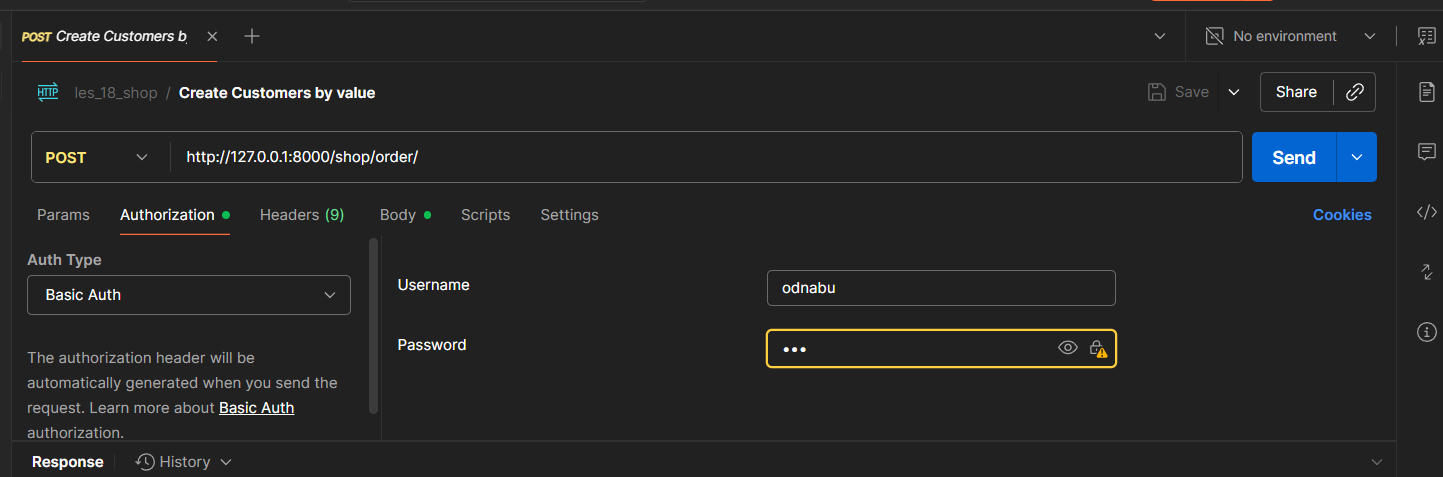 POST Create Customers b
No environment
HTTP les_18_shop / Create Customers by value
Save
Share
POST
http://127.0.0.1:8000/shop/order/
Send
Params
Authorization
Headers (9)
Body
Scripts
Settings
Cookies
Auth Type
Basic Auth
The authorization header will be
automatically generated when you send the
request. Learn more about Basic Auth
authorization.
Username
odnabu
Password
•••
Response
History